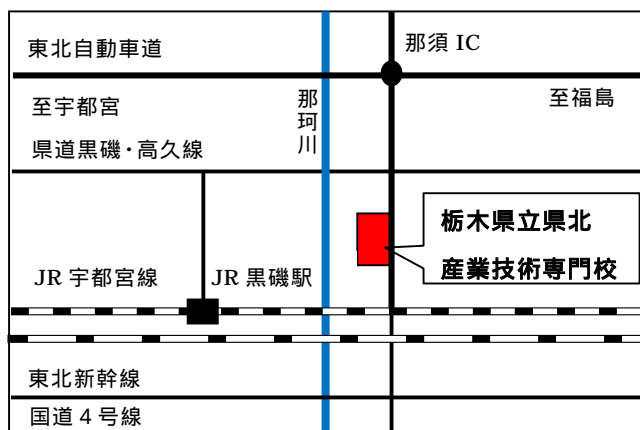 東北自動車道
那須 IC
至宇都宮
那珂川
至福島
県道黒磯・高久線
栃木県立県北
産業技術専門校
JR 宇都宮線
JR 黒磯駅
東北新幹線
国道 4 号線